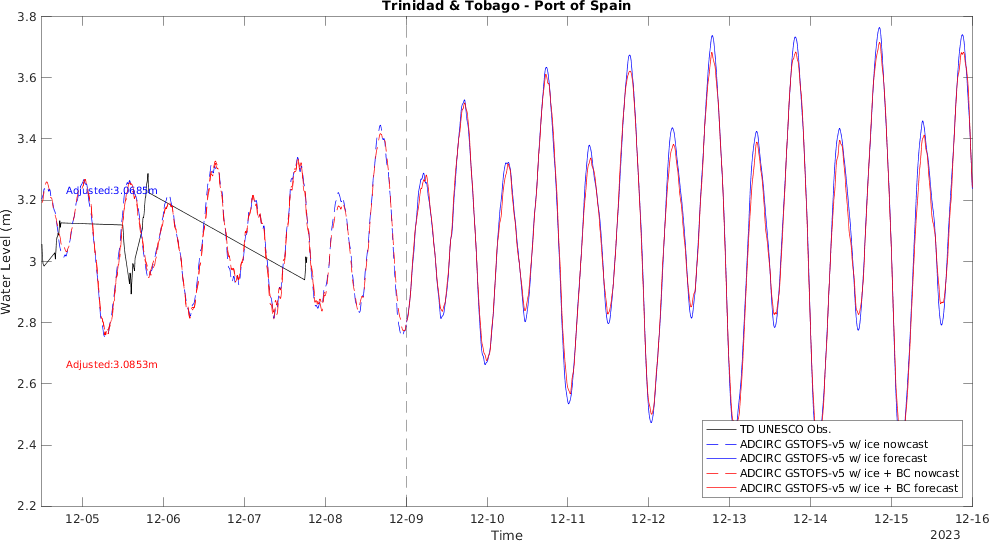 Trinidad & Tobago - Port of Spain
Water Level (m)
3.8
3.6
3.4
3.2
3
2.8
2.6
2.4
2.2
Adjusted:3.0685m
Adjusted:3.0853m
TD UNESCO Obs.
ADCIRC GSTOFS-v5 w/ ice nowcast
ADCIRC GSTOFS-v5 w/ ice forecast
ADCIRC GSTOFS-v5 w/ ice + BC nowcast
ADCIRC GSTOFS-v5 w/ ice + BC forecast
12-05 12-06 12-07 12-08 12-09 12-10 12-11 12-12 12-13 12-14 12-15 12-16
Time
2023